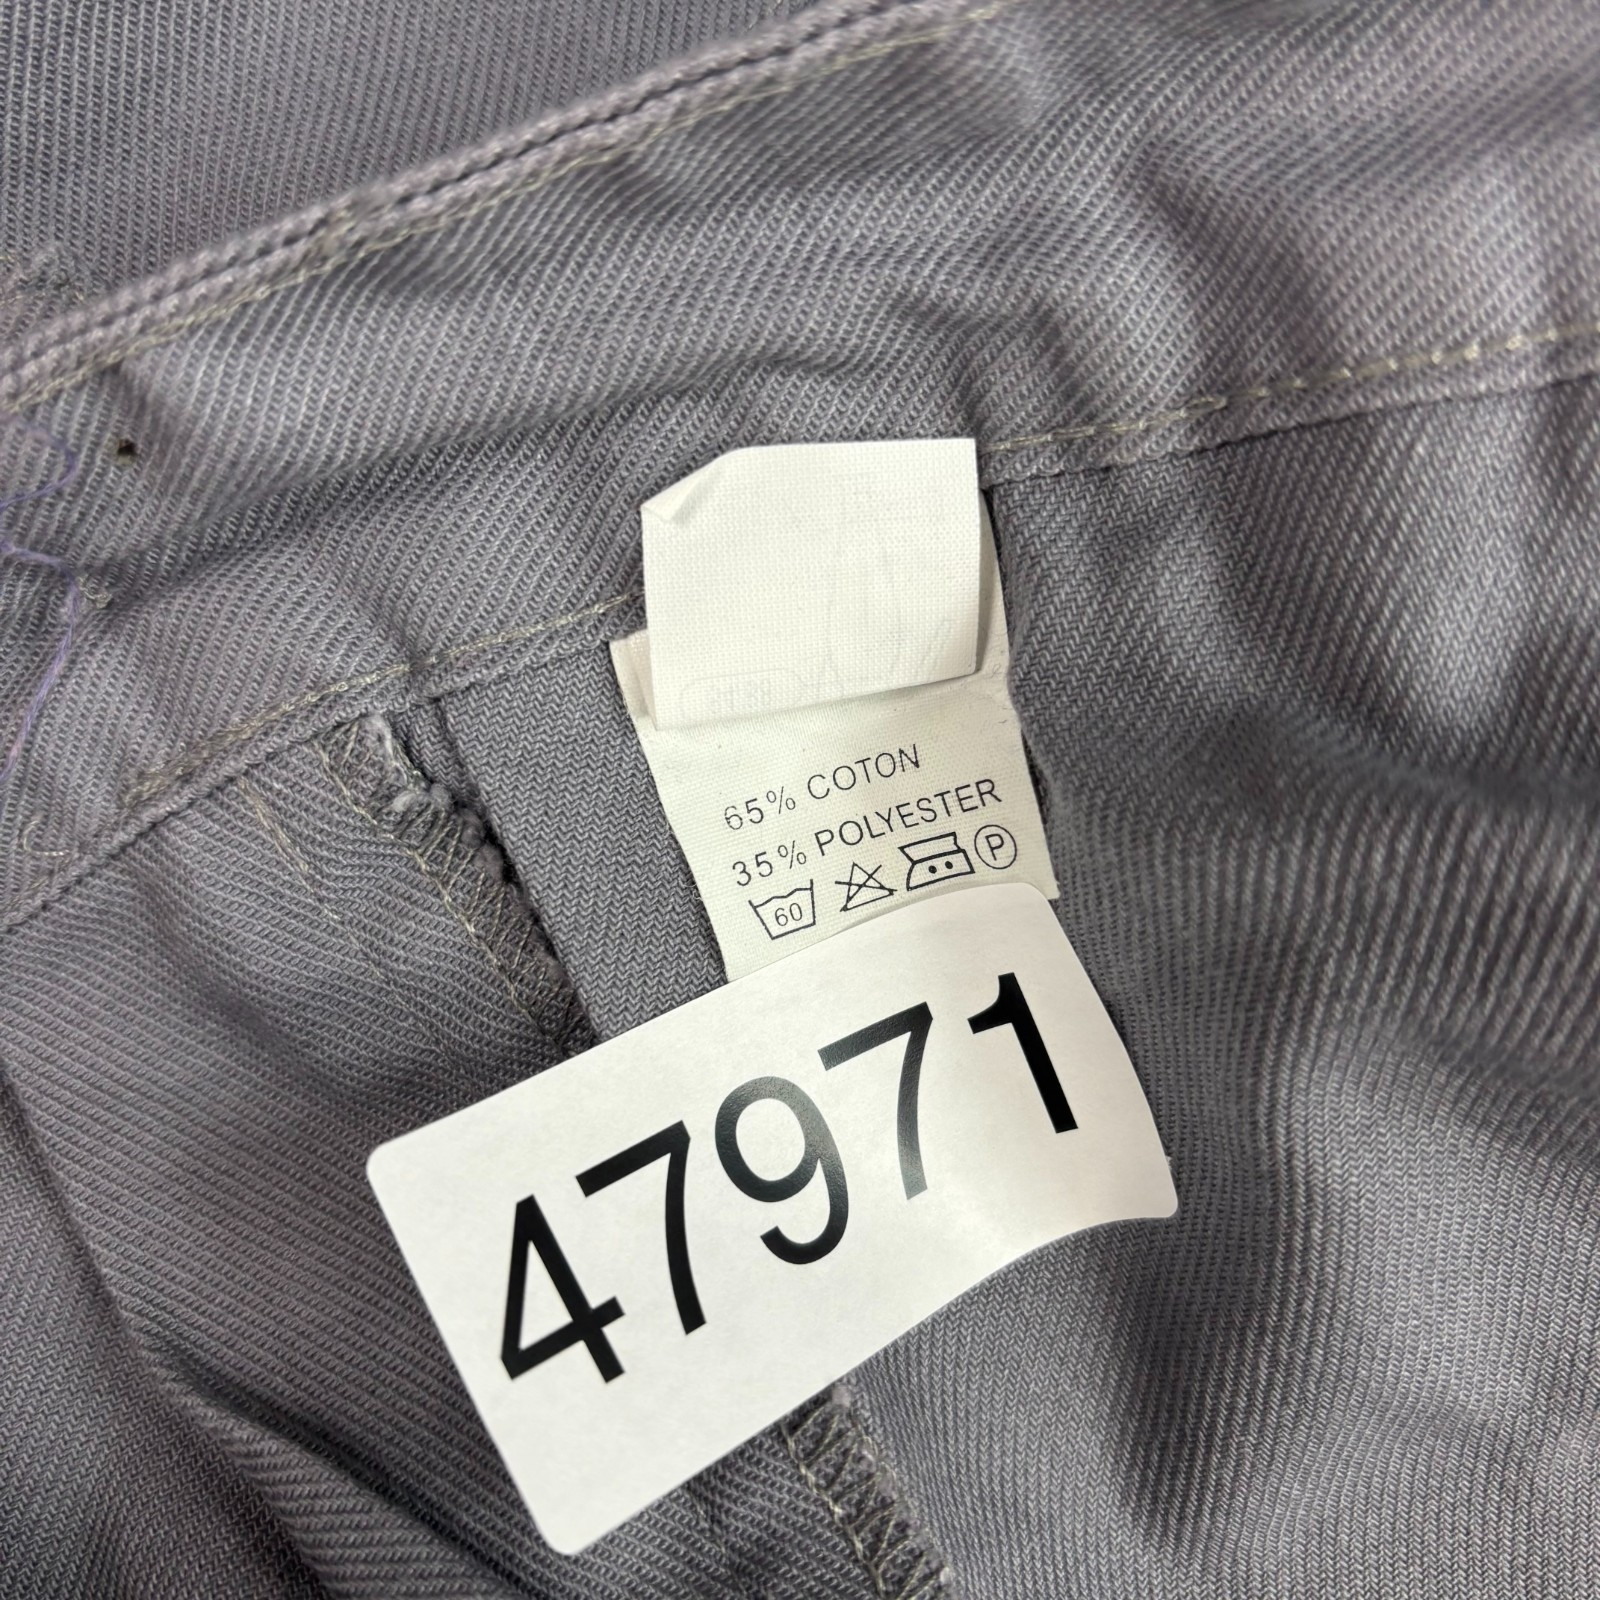 65% COTON
35% POLYESTER
60 P
47971